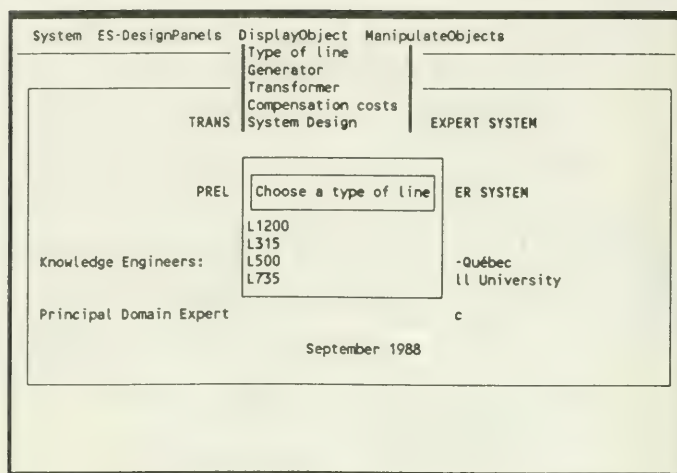 System ES-DesignPanels DisplayObject ManipulateObjects
Type of line
Generator
Transformer
Compensation costs
TRANS System Design EXPERT SYSTEM
PREL Choose a type of line ER SYSTEM
L1200
L315
Knowledge Engineers: L500 -Québec
L735 ll University
Principal Domain Expert c
September 1988